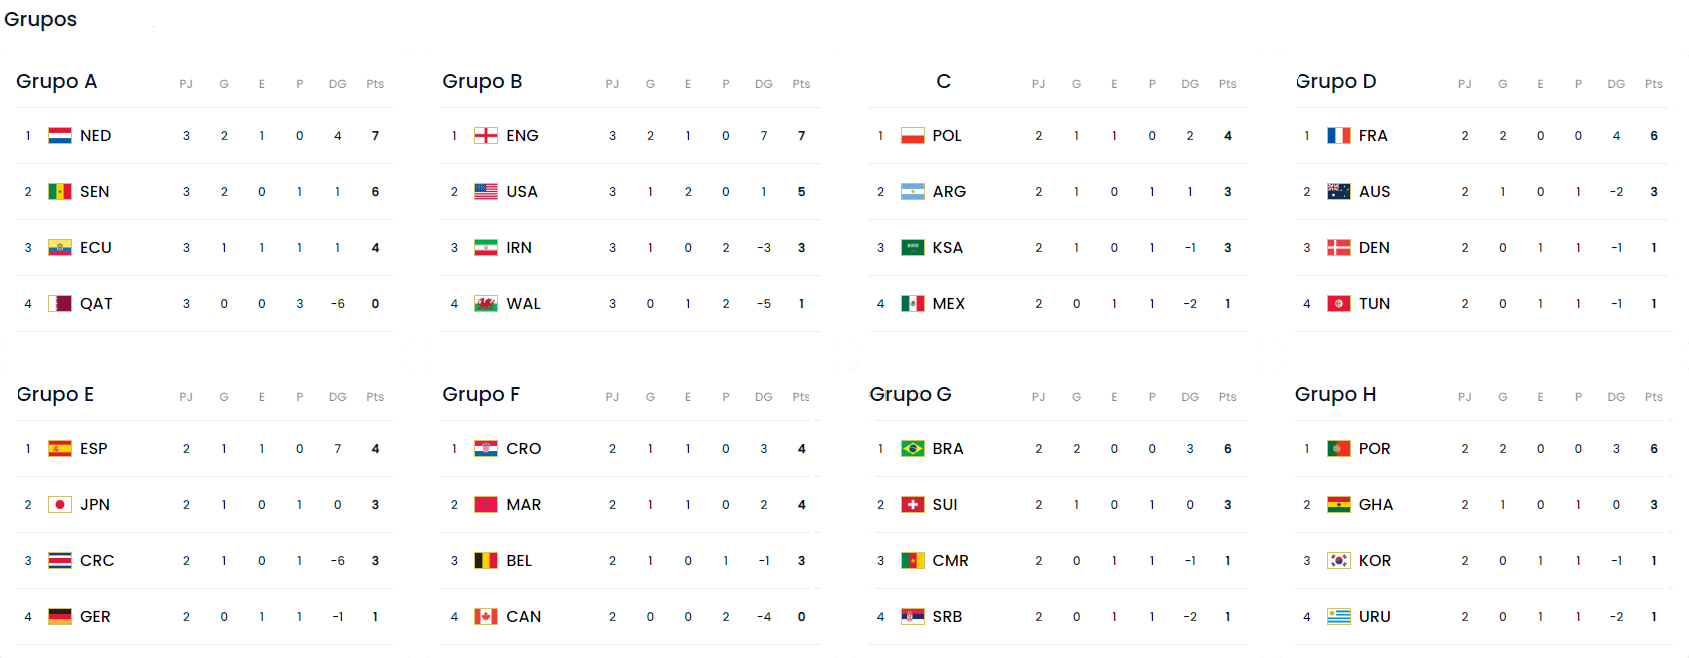 Grupos
Grupo A PJ G E P DG Pts
1 NED 3 2 1 0 4 7
2 SEN 3 2 0 1 1 6
3 ECU 3 1 1 1 1 4
4 QAT 3 0 0 3 -6 0
Grupo B PJ G E P DG Pts
1 ENG 3 2 1 0 7 7
2 USA 3 1 2 0 1 5
3 IRN 3 1 0 2 -3 3
4 WAL 3 0 1 2 -5 1
C PJ G E P DG Pts
1 POL 2 1 1 0 2 4
2 ARG 2 1 0 1 1 3
3 KSA 2 1 0 1 -1 3
4 MEX 2 0 1 1 -2 1
Grupo D PJ G E P DG Pts
1 FRA 2 2 0 0 4 6
2 AUS 2 1 0 1 -2 3
3 DEN 2 0 1 1 -1 1
4 TUN 2 0 1 1 -1 1
Grupo E PJ G E P DG Pts
1 ESP 2 1 1 0 7 4
2 JPN 2 1 0 1 0 3
3 CRC 2 1 0 1 -6 3
4 GER 2 0 1 1 -1 1
Grupo F PJ G E P DG Pts
1 CRO 2 1 1 0 3 4
2 MAR 2 1 1 0 2 4
3 BEL 2 1 0 1 -1 3
4 CAN 2 0 0 2 -4 0
Grupo G PJ G E P DG Pts
1 BRA 2 2 0 0 3 6
2 SUI 2 1 0 1 0 3
3 CMR 2 0 1 1 -1 1
4 SRB 2 0 1 1 -2 1
Grupo H PJ G E P DG Pts
1 POR 2 2 0 0 3 6
2 GHA 2 1 0 1 0 3
3 KOR 2 0 1 1 -1 1
4 URU 2 0 1 1 -2 1